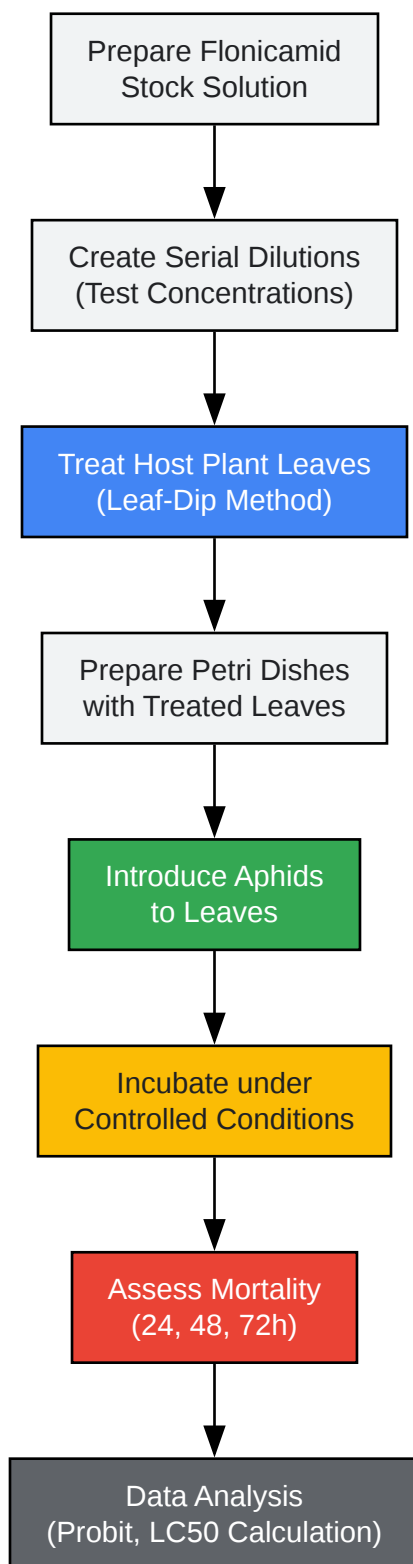 Prepare Flonicamid
Stock Solution
Create Serial Dilutions
(Test Concentrations)
Treat Host Plant Leaves
(Leaf-Dip Method)
Prepare Petri Dishes
with Treated Leaves
Introduce Aphids
to Leaves
Incubate under
Controlled Conditions
Assess Mortality
(24, 48, 72h)
Data Analysis
(Probit, LC50 Calculation)